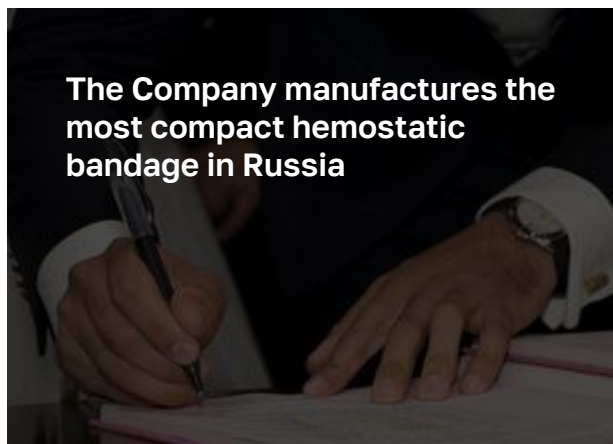 The Company manufactures the
most compact hemostatic
bandage in Russia